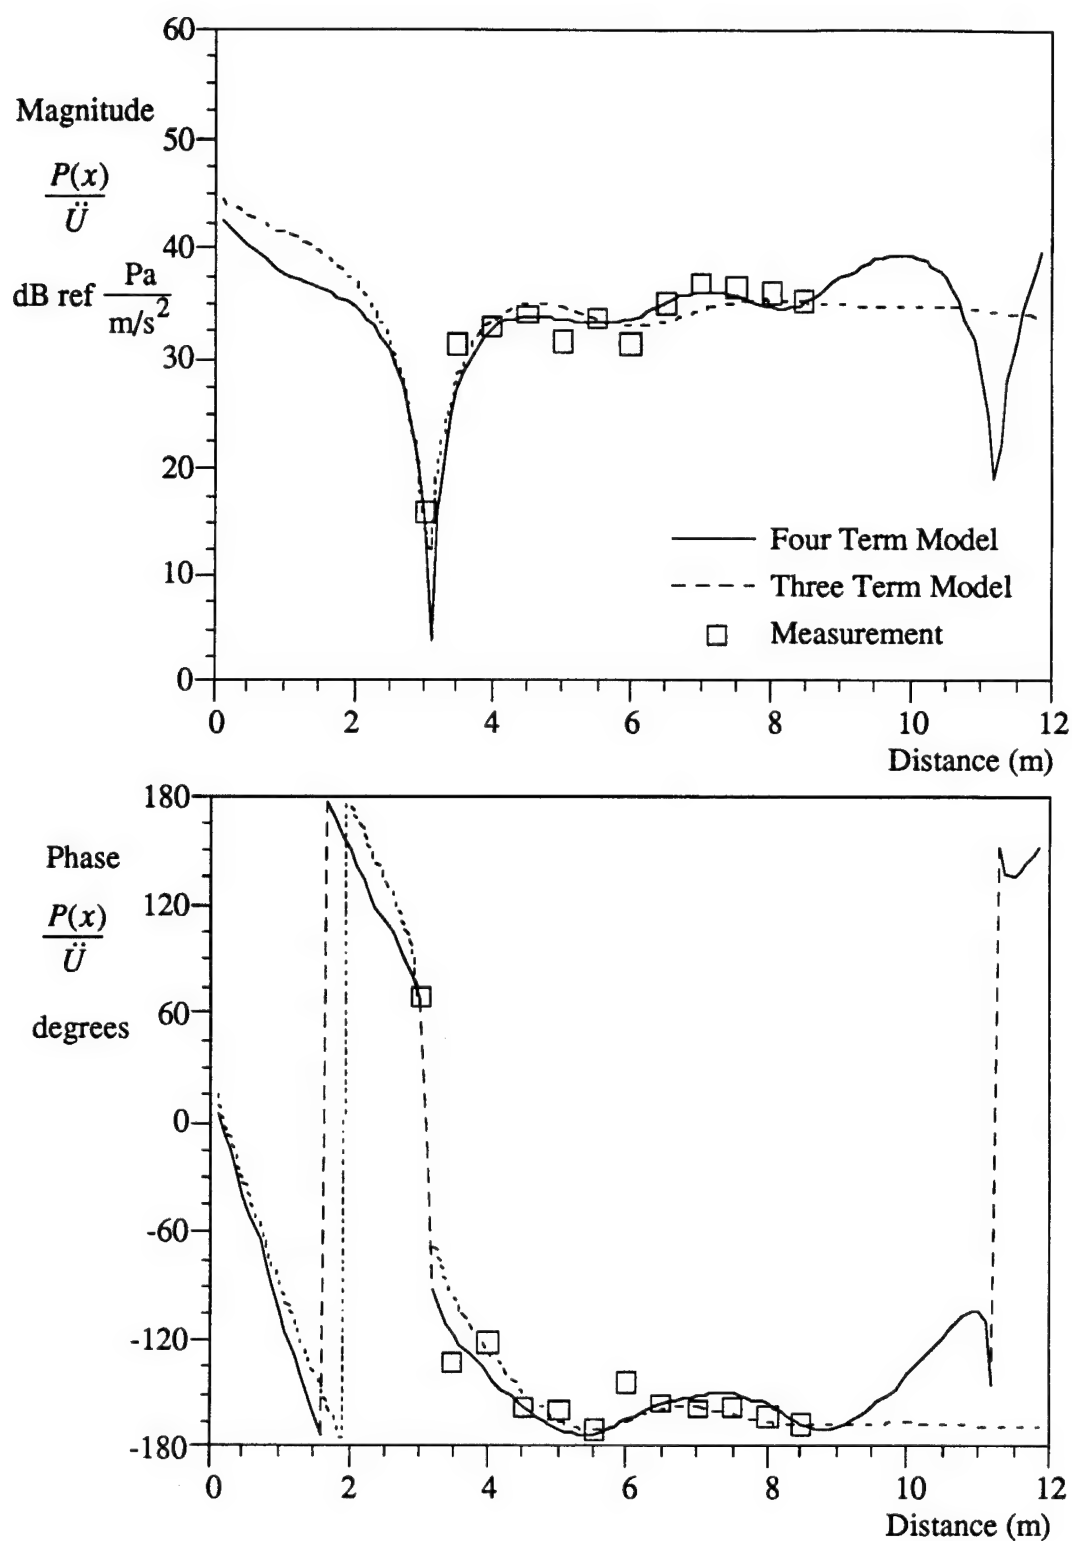 60
Magnitude
50
P(x)
Ü
40
dB ref Pa
m/s²
30
20
Four Term Model
10
Three Term Model
Measurement
0
0 2 4 6 8 10 12
Distance (m)
180
Phase
120
P(x)
Ü
60
degrees
0
-60
-120
-180
0 2 4 6 8 10 12
Distance (m)